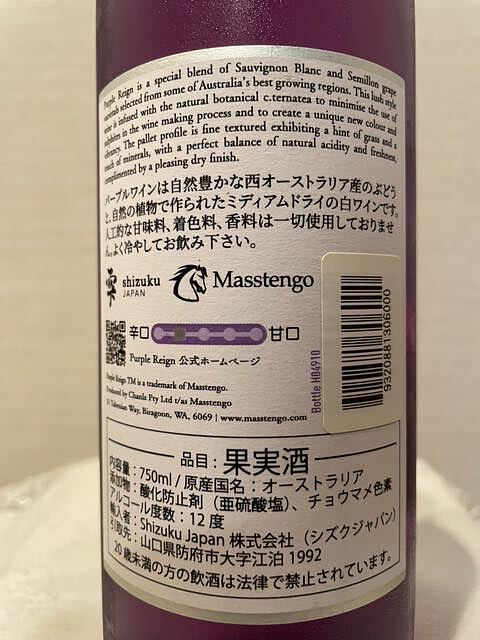 Purple Reign is a special blend of Sauvignon Blanc and Semillon grape
varietals selected from some of Australia's best growing regions. This lush style
wine is infused with the natural botanical c.ternatea to minimise the use of
sulphites in the wine making process and to create a unique new colour and
vibrancy. The pallet profile is fine textured exhibiting a hint of grass and a
touch of minerals, with a perfect balance of natural acidity and freshness,
complimented by a pleasing dry finish.
パープルワインは自然豊かな西オーストラリア産のぶどう
と、自然の植物で作られたミディアムドライの白ワインです。
人工的な甘味料、着色料、香料は一切使用しておりませ
ん。よく冷やしてお飲み下さい。
雫 shizuku JAPAN Masstengo
辛口 甘口
Purple Reign 公式ホームページ
Purple Reign TM is a trademark of Masstengo.
Produced by Chanla Pty Ltd t/as Masstengo
Way, Biragoon, WA, 6069 | www.masstengo.com
Bottle H04910
9320881306000
品目：果実酒
内容量：750ml / 原産国名：オーストラリア
添加物：酸化防止剤（亜硫酸塩）、チョウマメ色素
アルコール度数：12度
輸入者：Shizuku Japan 株式会社（シズクジャパン）
引取先：山口県防府市大字江泊 1992
20歳未満の方の飲酒は法律で禁止されています。